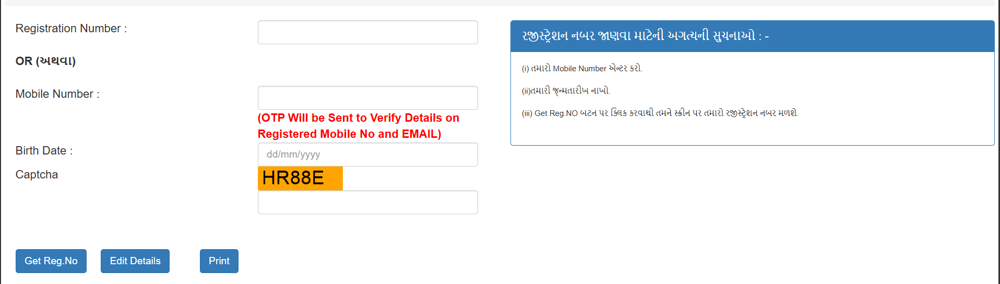 Registration Number :
OR (અથવા)
Mobile Number :
(OTP Will be Sent to Verify Details on
Registered Mobile No and EMAIL)
Birth Date :
dd/mm/yyyy
Captcha
HR88E
Get Reg.No
Edit Details
Print
રજીસ્ટ્રેશન નબર જાણવા માટેની અગત્યની સુચનાઓ : -
(i) તમારો Mobile Number એન્ટર કરો.
(ii)તમારી જ્ન્મતારીખ નાખો.
(iii) Get Reg.NO બટન પર ક્લિક કરવાથી તમને સ્ક્રીન પર તમારો રજીસ્ટ્રેશન નબર મળશે.